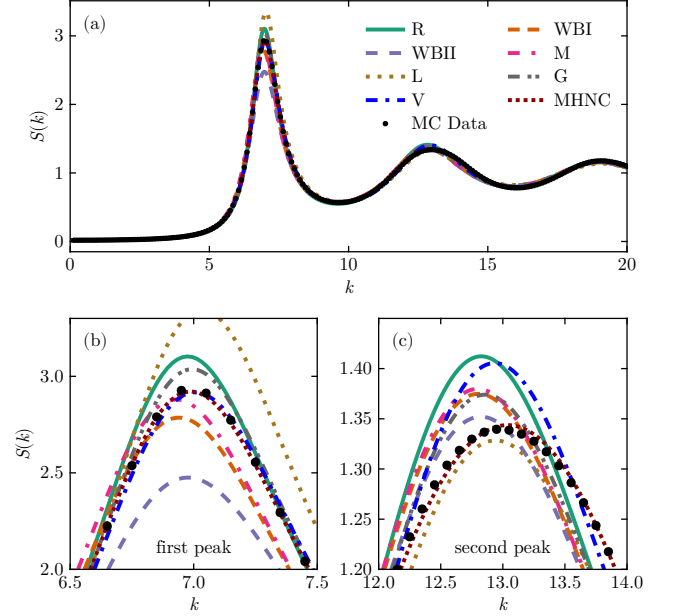 (a)
R
WBI
WBII
M
L
G
V
MHNC
MC Data
S(k)
3
2
1
0
0 5 10 15 20
k
(b)
(c)
S(k)
3.0
2.5
2.0
first peak
6.5 7.0 7.5
k
1.40
1.35
1.30
1.25
1.20
second peak
12.0 12.5 13.0 13.5 14.0
k